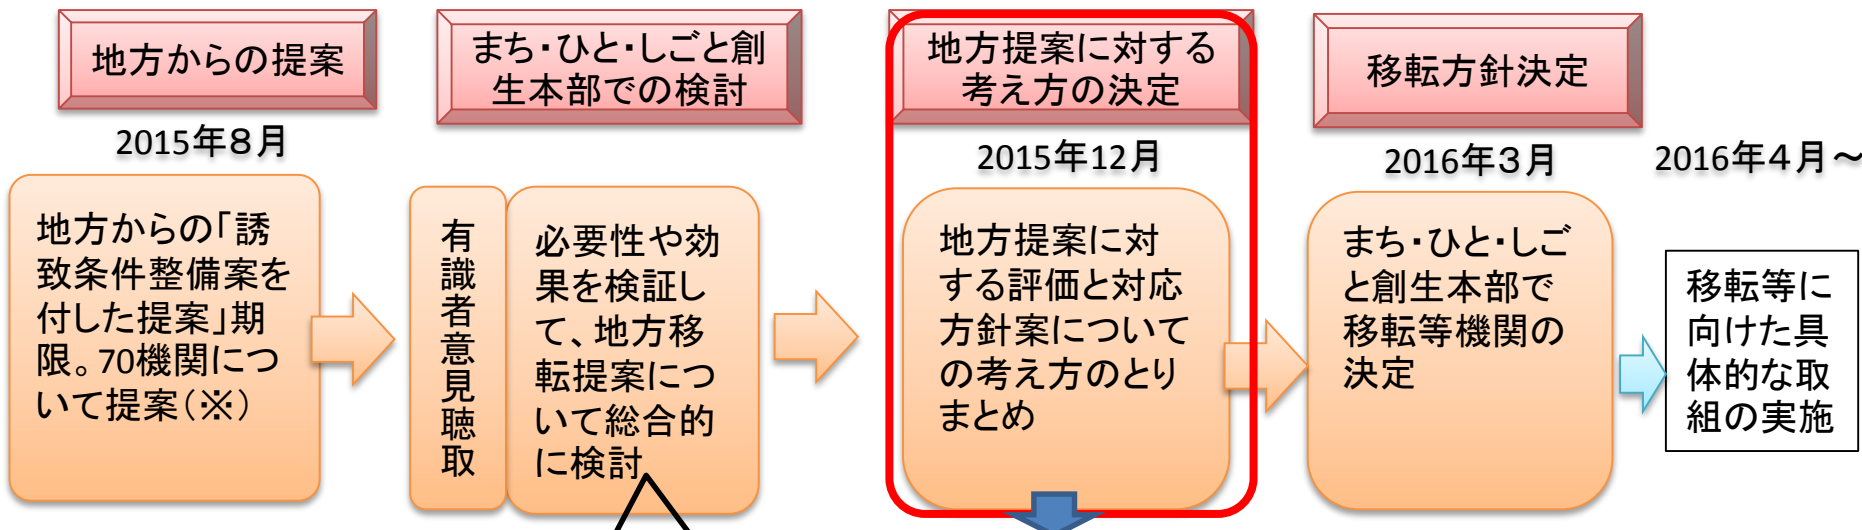 地方からの提案
2015年８月
地方からの「誘
致条件整備案を
付した提案」期
限。70機関につ
いて提案（※）
まち・ひと・しごと創
生本部での検討
有識者意見聴取
必要性や効
果を検証し
て、地方移
転提案につ
いて総合的
に検討
地方提案に対する
考え方の決定
2015年12月
地方提案に対
する評価と対応
方針案について
の考え方のとり
まとめ
移転方針決定
2016年３月
まち・ひと・しご
と創生本部で
移転等機関の
決定
2016年４月～
移転等に
向けた具
体的な取
組の実施